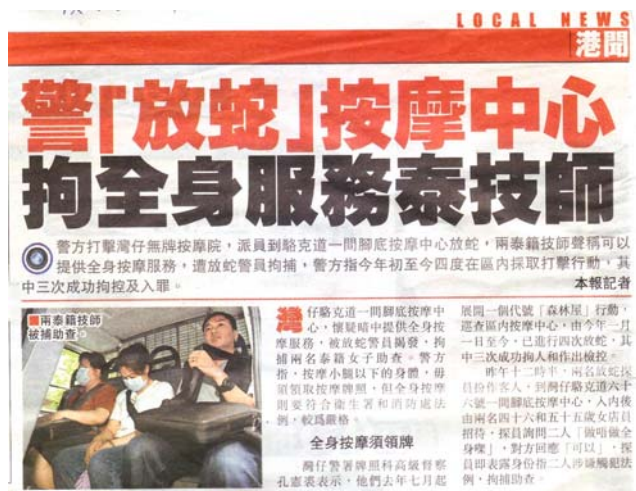 LOCAL NEWS
港聞
警「放蛇」按摩中心
拘全身服務泰技師
警方打擊灣仔無牌按摩院，派員到駱克道一間腳底按摩中心放蛇，兩泰籍技師聲稱可以
提供全身按摩服務，遭放蛇警員拘捕，警方指今年初至今四度在區內採取打擊行動，其
中三次成功拘控及入罪。
本報記者
■兩泰籍技師
被捕助查。
灣仔駱克道一間腳底按摩中
心，懷疑暗中提供全身按
摩服務，被放蛇警員揭發，拘
捕兩名泰籍女子助查。警方
指，按摩小腿以下的身體，毋
須領取按摩牌照，但全身按摩
則要符合衛生署和消防處法
例，較爲嚴格。
全身按摩須領牌
灣仔警署牌照科高級督察
孔憲裘表示，他們去年七月起
展開一個代號「森林屋」行動，
巡查區內按摩中心，由今年一月
一日至今，已進行四次放蛇，其
中三次成功拘人和作出檢控。
昨午十二時半，兩名放蛇探
員扮作客人，到灣仔駱克道六十
六號一間腳底按摩中心，入內後
由兩名四十六和五十五歲女店員
招待，探員詢問二人「做唔做全
身㗎」，對方回應「可以」，探
員即表露身份指二人涉嫌觸犯法
例，拘捕助查。